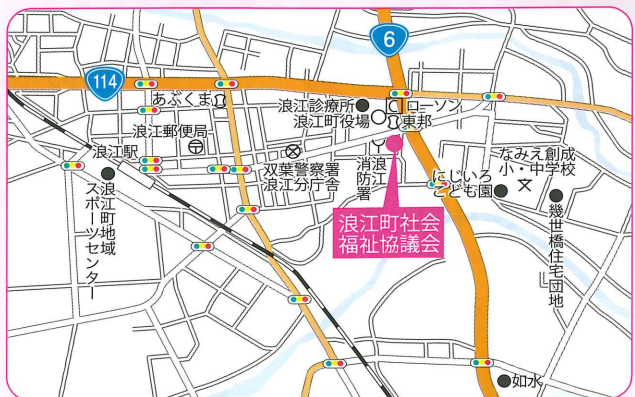 6
114
あぶくま
浪江診療所
ローソン
浪江町役場
東邦
浪江郵便局
浪江駅
双葉警察署
浪江分庁舎
浪江
消防署
にじいろ
こども園
なみえ創成
小・中学校
浪江町地域
スポーツセンター
浪江町社会
福祉協議会
幾世橋住宅団地
如水